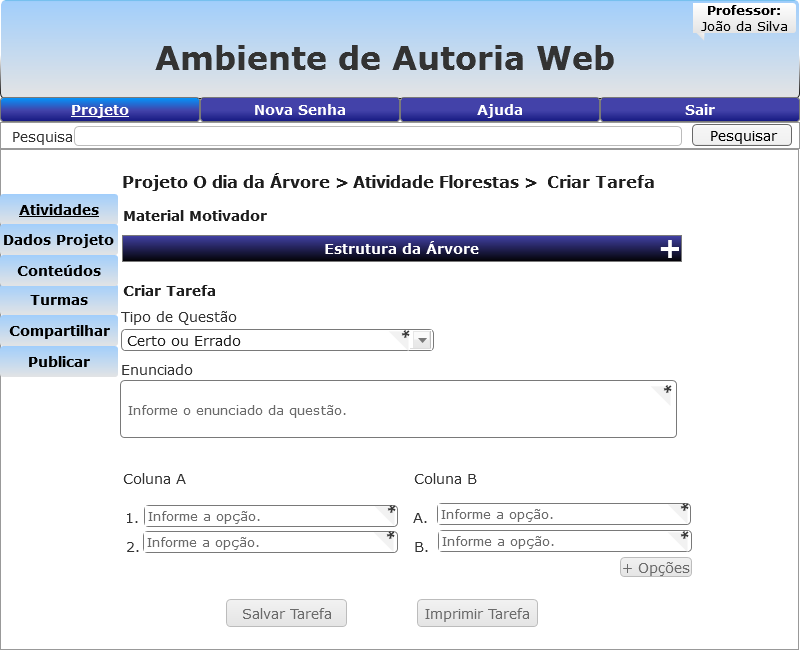 Professor:
João da Silva
Ambiente de Autoria Web
Projeto Nova Senha Ajuda Sair
Pesquisa Pesquisar
Projeto O dia da Árvore > Atividade Florestas > Criar Tarefa
Atividades
Dados Projeto
Conteúdos
Turmas
Compartilhar
Publicar
Material Motivador
Estrutura da Árvore +
Criar Tarefa
Tipo de Questão
Certo ou Errado *
Enunciado
Informe o enunciado da questão. *
Coluna A Coluna B
1. Informe a opção. * A. Informe a opção. *
2. Informe a opção. * B. Informe a opção. *
+ Opções
Salvar Tarefa Imprimir Tarefa